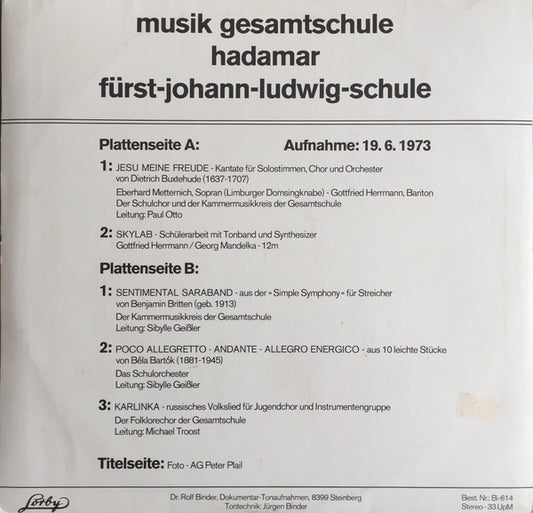 musik gesamtschule
hadamar
fürst-johann-ludwig-schule
Plattenseite A: Aufnahme: 19. 6. 1973
1: JESU MEINE FREUDE - Kantate für Solostimmen, Chor und Orchester
von Dietrich Buxtehude (1637-1707)
Eberhard Metternich, Sopran (Limburger Domsingknabe) - Gottfried Herrmann, Bariton
Der Schulchor und der Kammermusikkreis der Gesamtschule
Leitung: Paul Otto
2: SKYLAB - Schülerarbeit mit Tonband und Synthesizer
Gottfried Herrmann / Georg Mandelka - 12m
Plattenseite B:
1: SENTIMENTAL SARABAND - aus der »Simple Symphony« für Streicher
von Benjamin Britten (geb. 1913)
Der Kammermusikkreis der Gesamtschule
Leitung: Sibylle Geißler
2: POCO ALLEGRETTO - ANDANTE - ALLEGRO ENERGICO - aus 10 leichte Stücke
von Béla Bartók (1881-1945)
Das Schulorchester
Leitung: Sibylle Geißler
3: KARLINKA - russisches Volkslied für Jugendchor und Instrumentengruppe
Der Folklorechor der Gesamtschule
Leitung: Michael Troost
Titelseite: Foto - AG Peter Plail
Lorby
Dr. Rolf Binder, Dokumentar-Tonaufnahmen, 8399 Steinberg
Tontechnik: Jürgen Binder
Best. Nr.: Bi-614
Stereo - 33 UpM